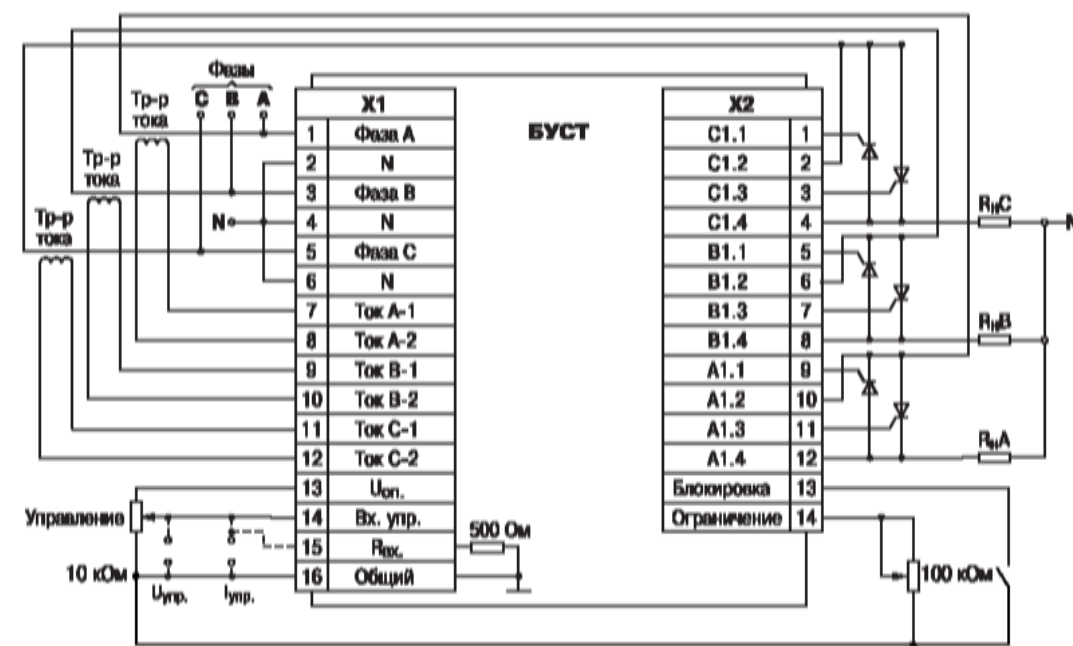 Фазы
C B A
Тр-р
тока
Тр-р
тока
Тр-р
тока
N
X1
1 Фаза A
2 N
3 Фаза B
4 N
5 Фаза C
6 N
7 Ток A-1
8 Ток A-2
9 Ток B-1
10 Ток B-2
11 Ток C-1
12 Ток C-2
13 Uоп.
14 Вх. упр.
15 Rвх.
16 Общий
Управление
10 кОм
Uупр. Iупр.
500 Ом
БУСТ
X2
C1.1 1
C1.2 2
C1.3 3
C1.4 4
B1.1 5
B1.2 6
B1.3 7
B1.4 8
A1.1 9
A1.2 10
A1.3 11
A1.4 12
Блокировка 13
Ограничение 14
RнC
N
RнB
RнA
100 кОм